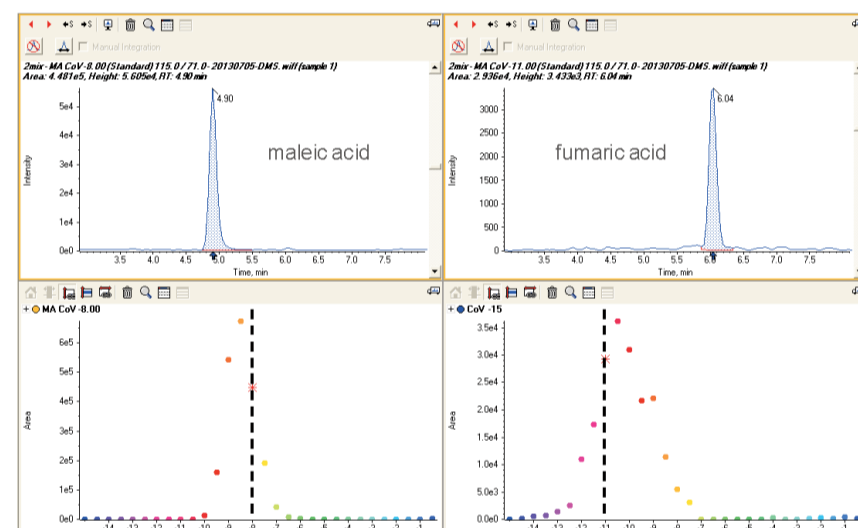 Manual Integration
2mix - MA CoV-8.00 (Standard) 115.0 / 71.0 - 20130705-DMS.wiff (sample 1)
Area: 4.481e5, Height: 5.605e4, RT: 4.90 min
5e4
4e4
3e4
2e4
1e4
0e0
Intensity
4.90
maleic acid
3.5 4.0 4.5 5.0 5.5 6.0 6.5 7.0 7.5
Time, min
Manual Integration
2mix - MA CoV-11.00 (Standard) 115.0 / 71.0 - 20130705-DMS.wiff (sample 1)
Area: 2.936e4, Height: 3.433e3, RT: 6.04 min
3000
2500
2000
1500
1000
500
0
Intensity
6.04
fumaric acid
3.5 4.0 4.5 5.0 5.5 6.0 6.5 7.0 7.5
Time, min
+ MA CoV -8.00
6e5
5e5
4e5
3e5
2e5
1e5
0e0
Area
-14 -13 -12 -11 -10 -9 -8 -7 -6 -5 -4 -3 -2 -1
+ CoV -15
3.5e4
3.0e4
2.5e4
2.0e4
1.5e4
1.0e4
5.0e3
0.0e0
Area
-14 -13 -12 -11 -10 -9 -8 -7 -6 -5 -4 -3 -2 -1